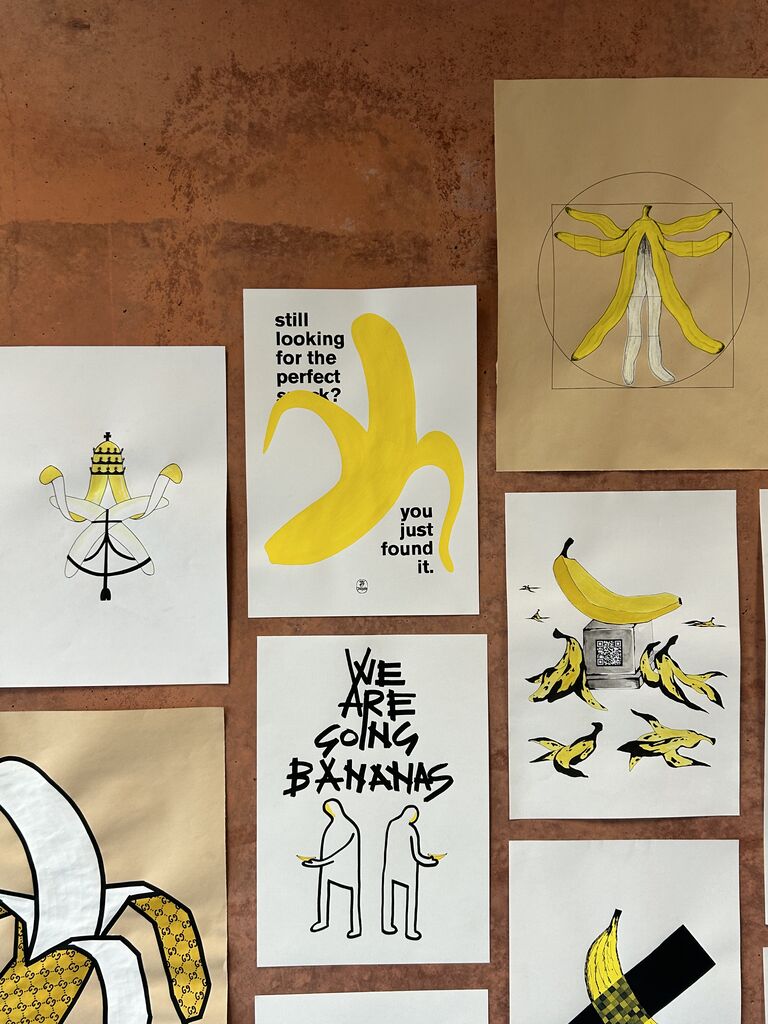 still
looking
for the
perfect
you
just
found
it.
WE
ARE
GOING
BANANAS